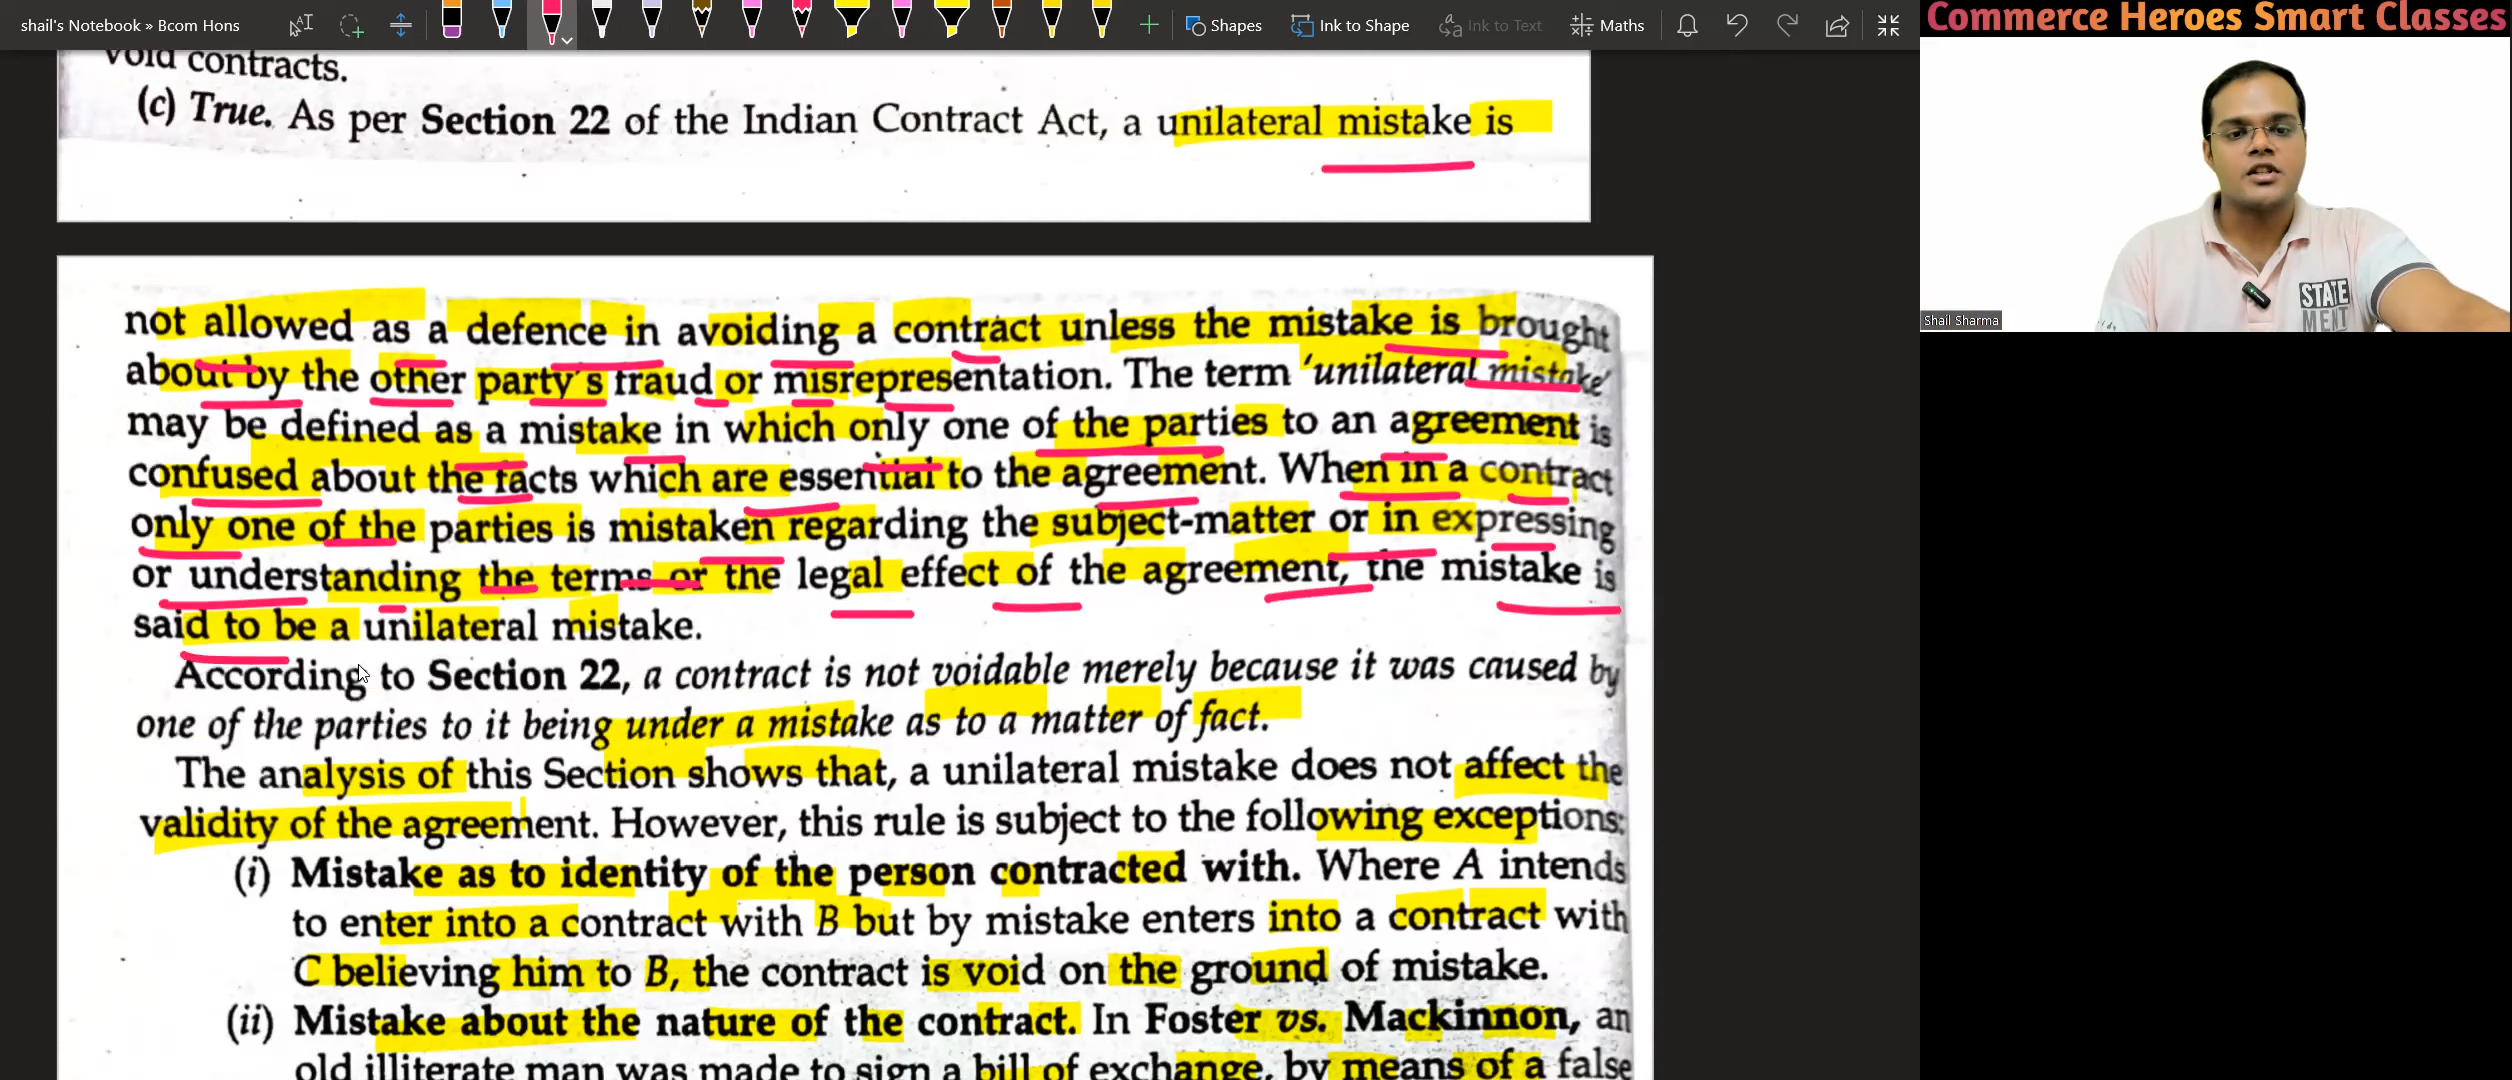 shail's Notebook » Bcom Hons
Shapes
Ink to Shape
Ink to Text
Maths
Commerce Heroes Smart Classes
void contracts.
(c) True. As per Section 22 of the Indian Contract Act, a unilateral mistake is
STATE
MENT
Shail Sharma
not allowed as a defence in avoiding a contract unless the mistake is brought
about by the other party's fraud or misrepresentation. The term 'unilateral mistake'
may be defined as a mistake in which only one of the parties to an agreement is
confused about the facts which are essential to the agreement. When in a contract
only one of the parties is mistaken regarding the subject-matter or in expressing
or understanding the terms or the legal effect of the agreement, the mistake is
said to be a unilateral mistake.
According to Section 22, a contract is not voidable merely because it was caused by
one of the parties to it being under a mistake as to a matter of fact.
The analysis of this Section shows that, a unilateral mistake does not affect the
validity of the agreement. However, this rule is subject to the following exceptions:
(i) Mistake as to identity of the person contracted with. Where A intends
to enter into a contract with B but by mistake enters into a contract with
C believing him to B, the contract is void on the ground of mistake.
(ii) Mistake about the nature of the contract. In Foster vs. Mackinnon, an
old illiterate man was made to sign a bill of exchange, by means of a false